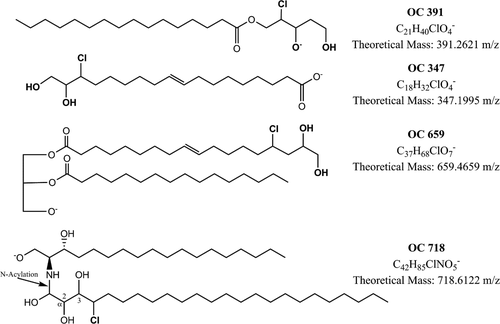 O
O
Cl
O⁻
OH
OC 391
C₂₁H₄₀ClO₄⁻
Theoretical Mass: 391.2621 m/z
Cl
HO
OH
O
O⁻
OC 347
C₁₈H₃₂ClO₄⁻
Theoretical Mass: 347.1995 m/z
O
O
O
O
O⁻
Cl
OH
OH
OC 659
C₃₇H₆₈ClO₇⁻
Theoretical Mass: 659.4659 m/z
⁻O
OH
NH
N-Acylation
HO
α
2
OH
OH
3
Cl
OC 718
C₄₂H₈₅ClNO₅⁻
Theoretical Mass: 718.6122 m/z